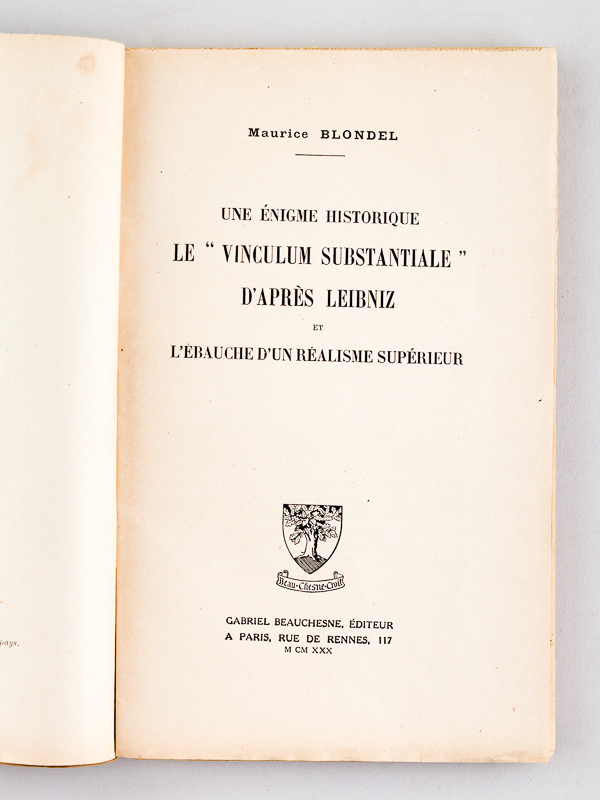 Maurice BLONDEL
UNE ÉNIGME HISTORIQUE
LE “ VINCULUM SUBSTANTIALE ”
D'APRÈS LEIBNIZ
ET
L'ÉBAUCHE D'UN RÉALISME SUPÉRIEUR
Beau-Chesne-Croit
GABRIEL BEAUCHESNE, ÉDITEUR
A PARIS, RUE DE RENNES, 117
M CM XXX
pays.